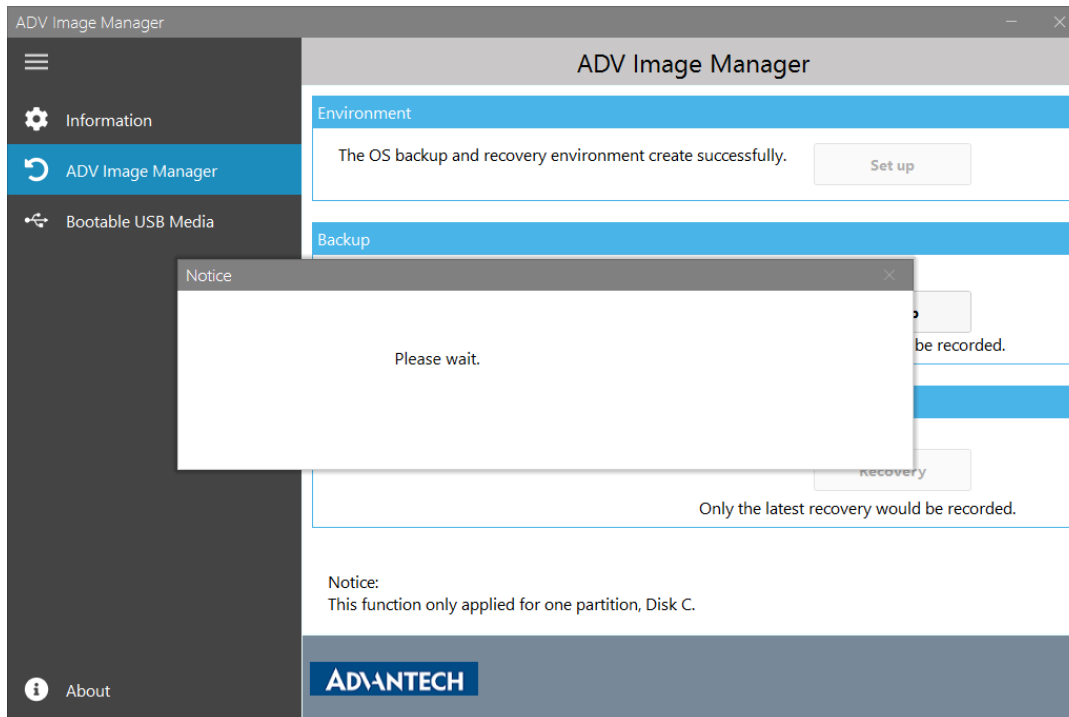 ADV Image Manager
ADV Image Manager
Information
ADV Image Manager
Bootable USB Media
Environment
The OS backup and recovery environment create successfully.
Set up
Backup
Notice
Please wait.
be recorded.
Recovery
Only the latest recovery would be recorded.
Notice:
This function only applied for one partition, Disk C.
About
ADVANTECH